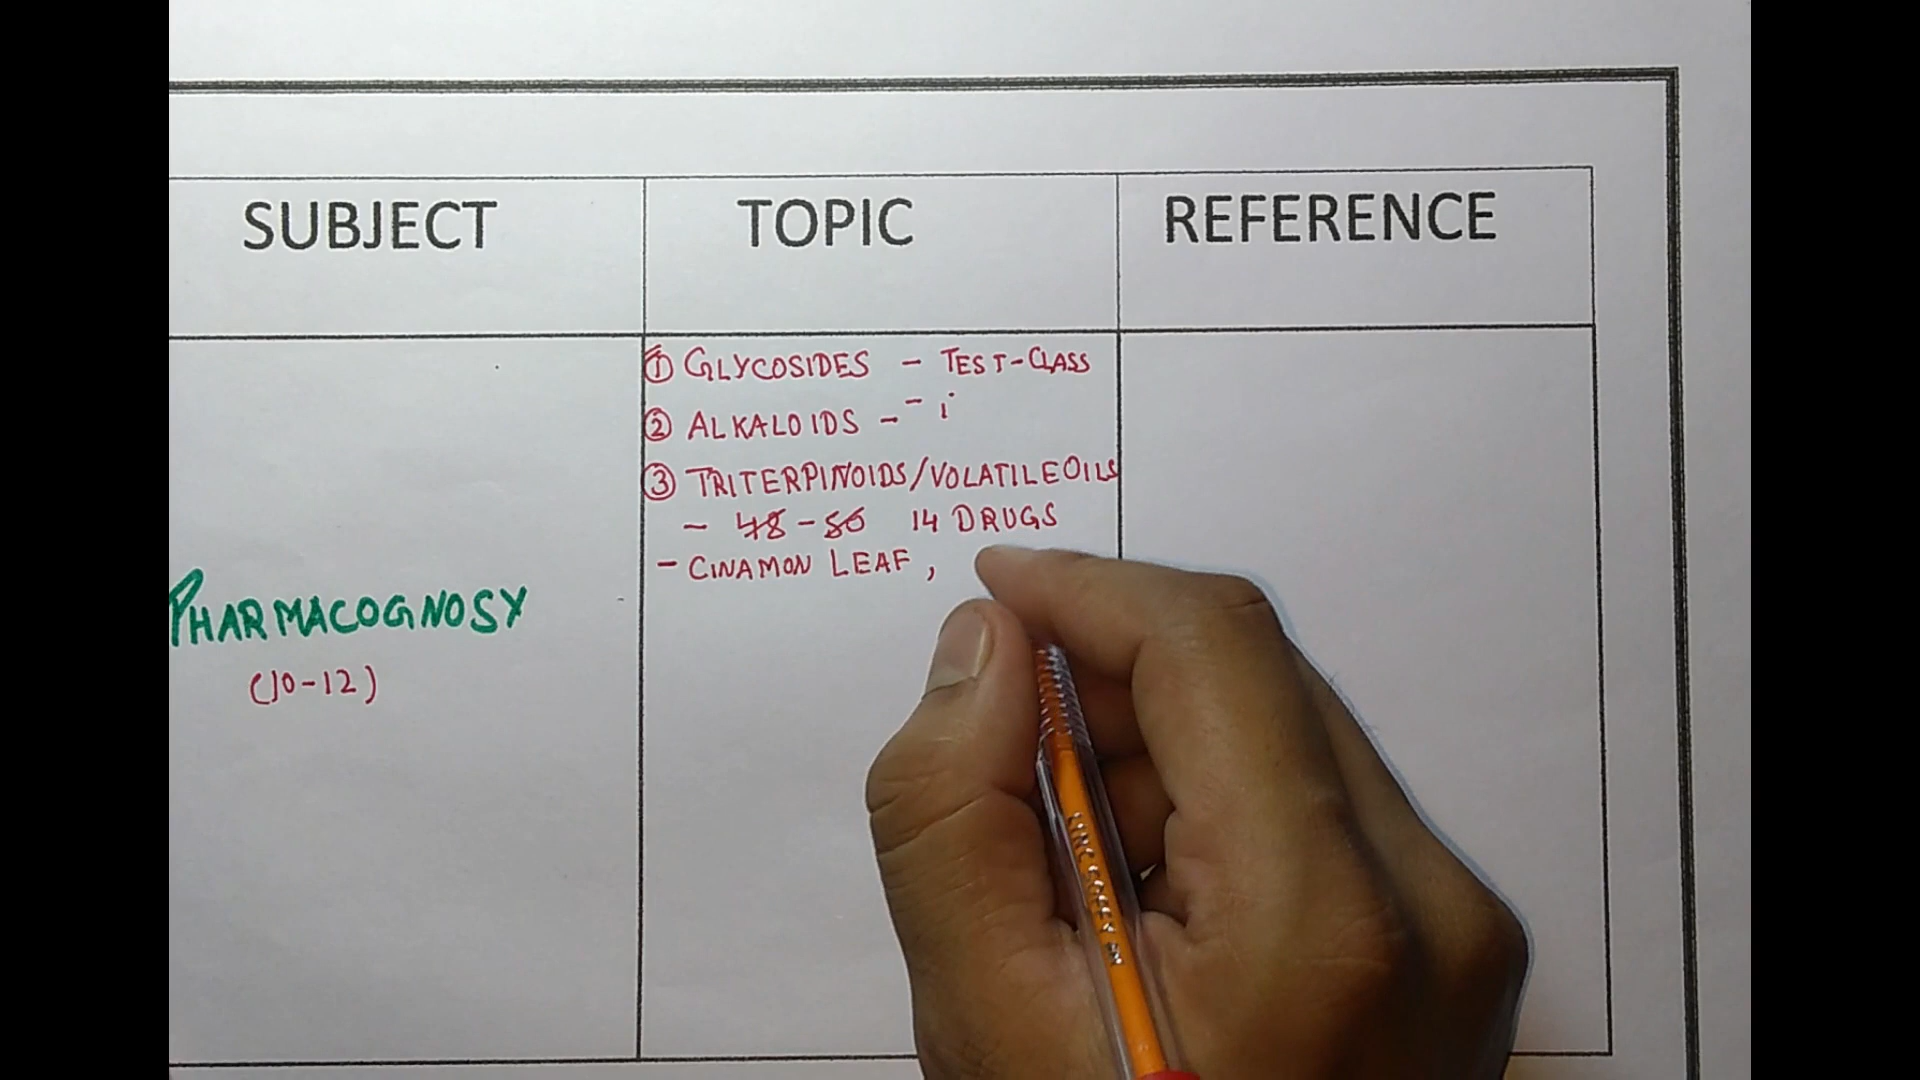 SUBJECT TOPIC REFERENCE
① GLYCOSIDES - TEST-CLASS
② ALKALOIDS - - i
③ TRITERPINOIDS/VOLATILE OILS
- 48-50 14 DRUGS
- CINAMON LEAF,
PHARMACOGNOSY
(10-12)